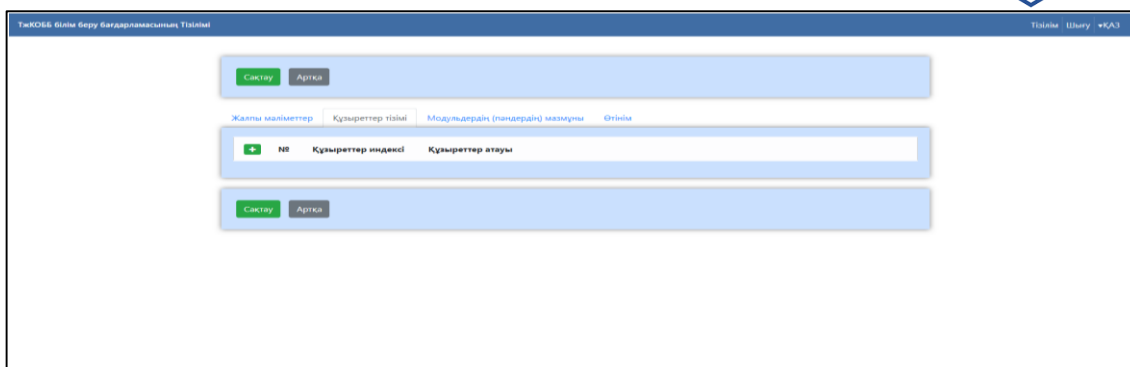 ТжКОББ білім беру бағдарламасының Тізілімі
Тізілім Шығу ▾ҚАЗ
Сақтау Артқа
Жалпы мәліметтер Құзыреттер тізімі Модульдердің (пәндердің) мазмұны Өтінім
+ № Құзыреттер индексі Құзыреттер атауы
Сақтау Артқа